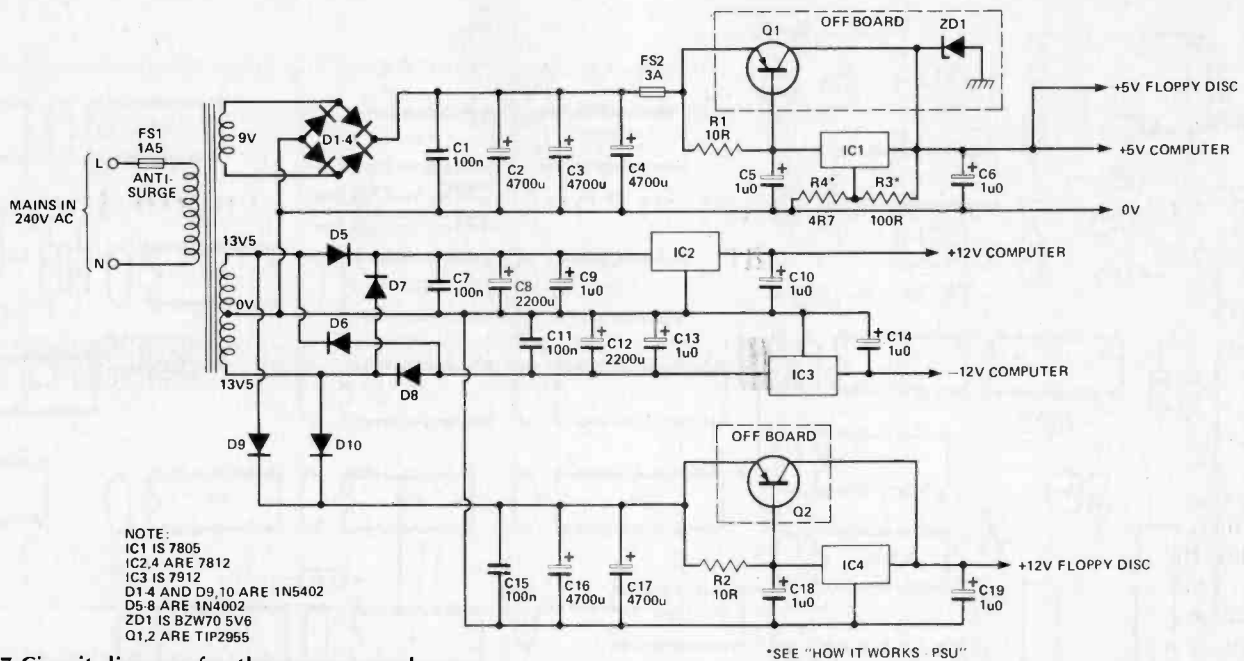 OFF BOARD
Q1
ZD1
FS2
3A
+5V FLOPPY DISC
FS1
1A5
9V
D1-4
R1
10R
IC1
+5V COMPUTER
L
ANTI-
SURGE
C1
100n
C2
4700u
C3
4700u
C4
4700u
C5
1u0
R4*
R3*
C6
1u0
4R7
100R
0V
MAINS IN
240V AC
N
13V5
D5
IC2
+12V COMPUTER
D7
C7
100n
C8
2200u
C9
1u0
C10
1u0
0V
D6
C11
100n
C12
2200u
C13
1u0
C14
1u0
IC3
-12V COMPUTER
13V5
D8
D9
D10
OFF BOARD
Q2
NOTE:
IC1 IS 7805
IC2,4 ARE 7812
IC3 IS 7912
D1-4 AND D9,10 ARE 1N5402
D5-8 ARE 1N4002
ZD1 IS BZW70 5V6
Q1,2 ARE TIP2955
C15
100n
C16
4700u
C17
4700u
R2
10R
C18
1u0
IC4
C19
1u0
+12V FLOPPY DISC
*SEE "HOW IT WORKS - PSU"